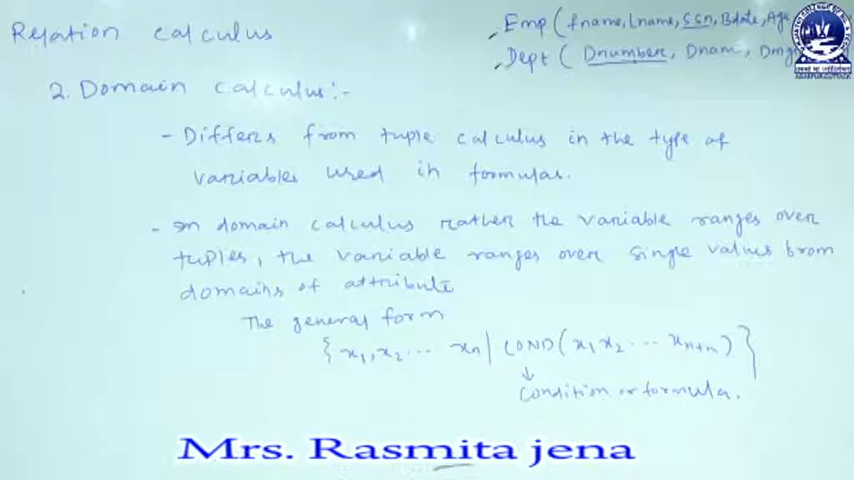 Relation calculus
Emp (fname, Lname, SSn, Bdate, Age
Dept ( Dnumber, Dnam, Dmg
2. Domain calculus:-
- Differs from tuple calculus in the type of
variables used in formulas.
- In domain calculus rather the variable ranges over
tuples, the variable ranges over single values from
domains of attribute
The general form
{ x1, x2 ... xn | COND( x1 x2 ... xn+n ) }
↓
Condition or formula.
Mrs. Rasmita jena